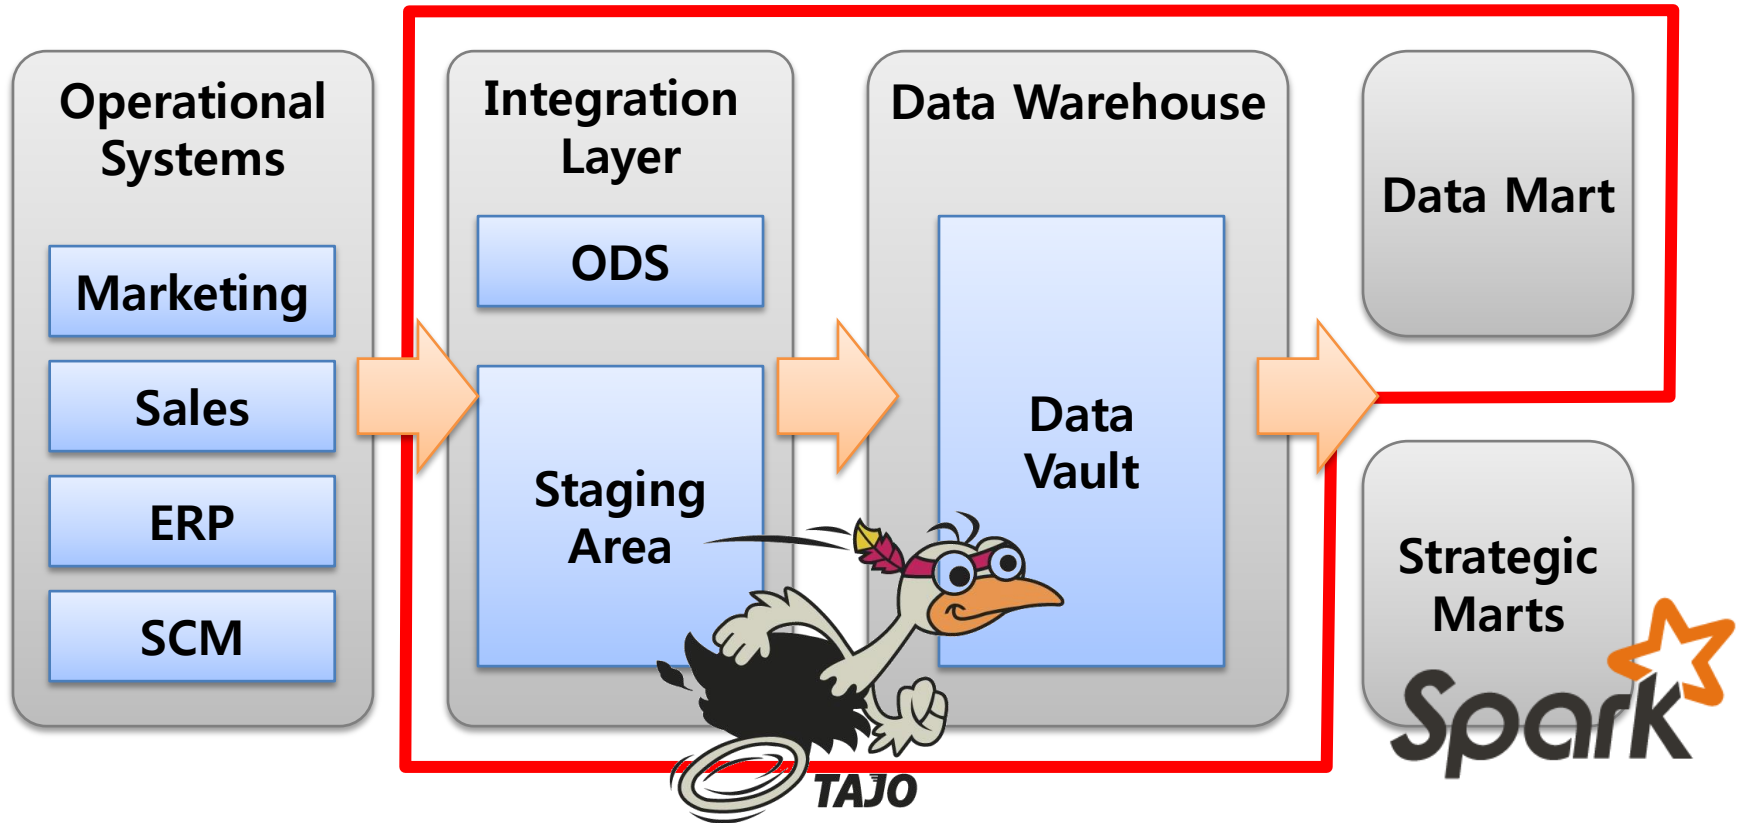 Operational
Systems
Marketing
Sales
ERP
SCM
Integration
Layer
ODS
Staging
Area
Data Warehouse
Data
Vault
Data Mart
Strategic
Marts
TAJO
Spark